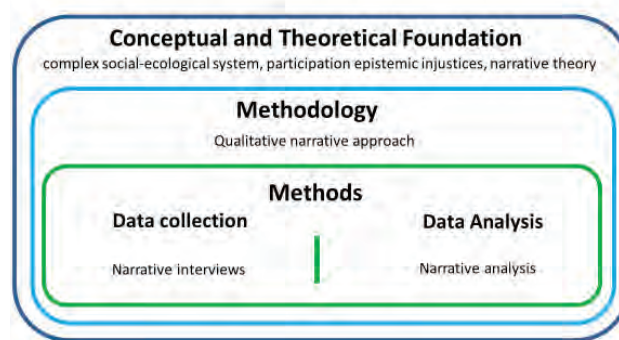 Conceptual and Theoretical Foundation
complex social-ecological system, participation epistemic injustices, narrative theory
Methodology
Qualitative narrative approach
Methods
Data collection
Data Analysis
Narrative interviews
Narrative analysis